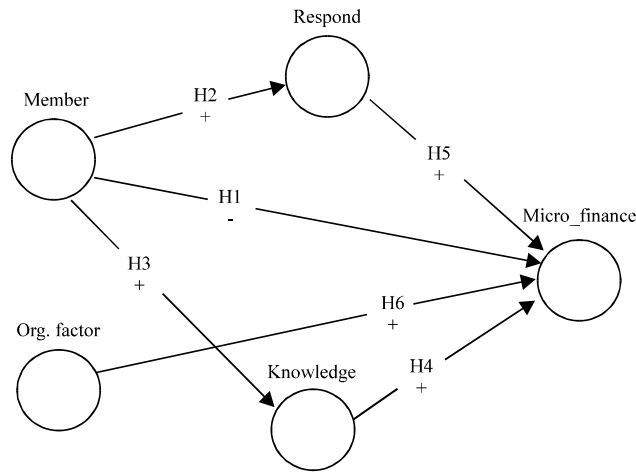 Respond
Member
H2
+
H5
+
H1
-
Micro_finance
H3
+
H6
+
Org. factor
H4
+
Knowledge